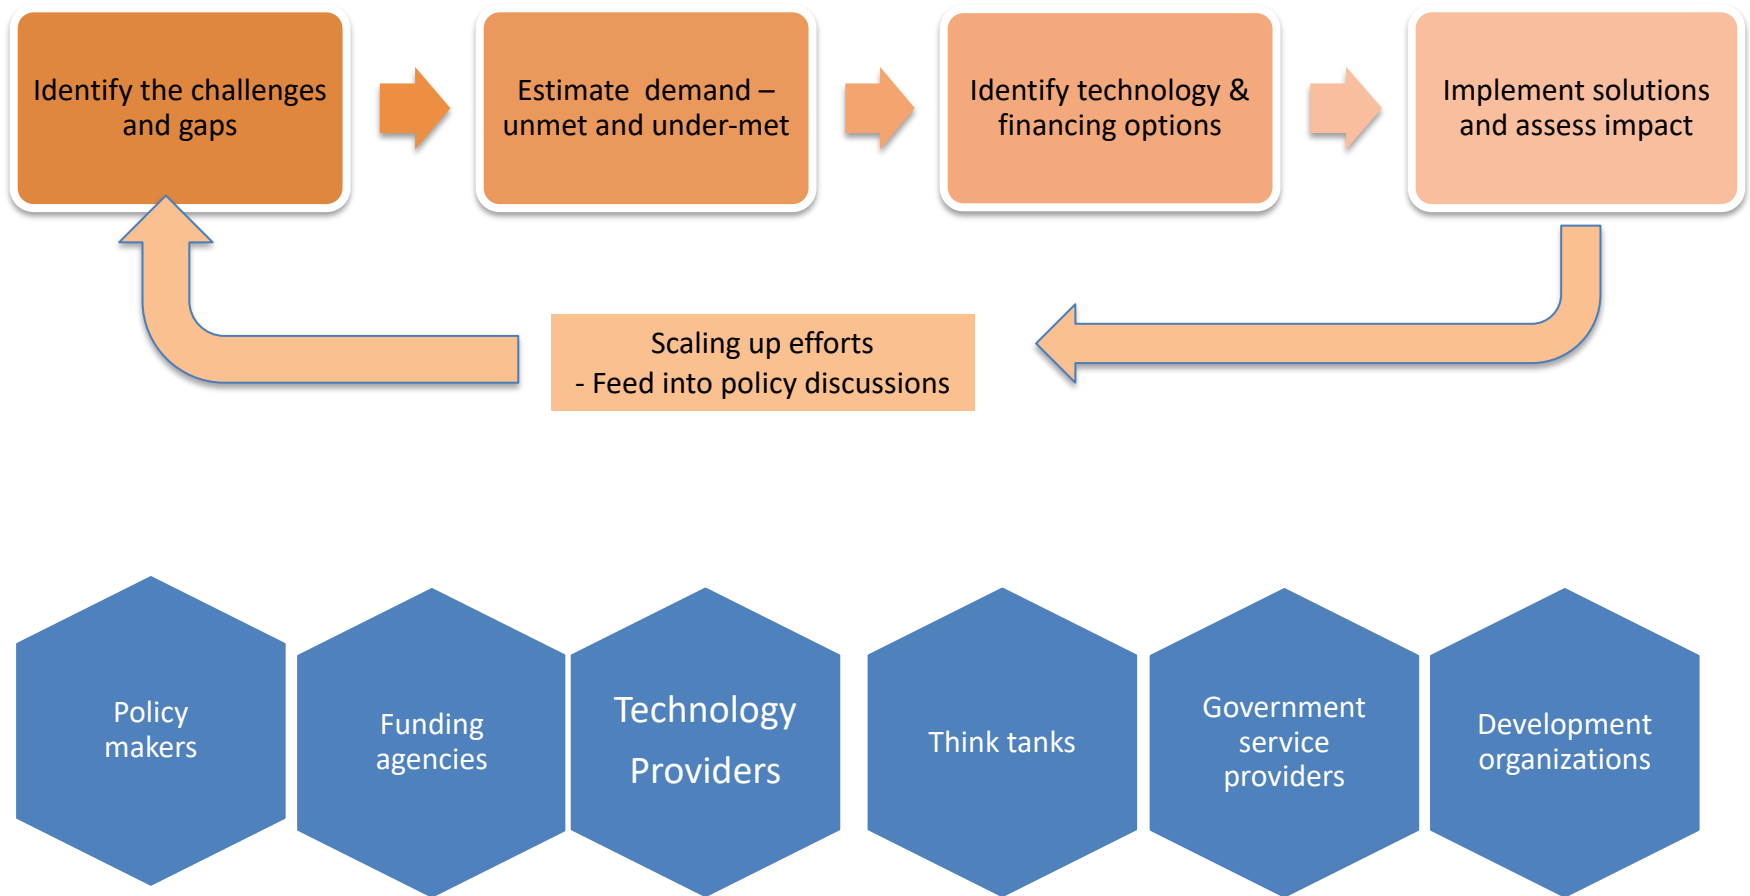 Identify the challenges
and gaps
Estimate demand –
unmet and under-met
Identify technology &
financing options
Implement solutions
and assess impact
Scaling up efforts
- Feed into policy discussions
Policy
makers
Funding
agencies
Technology
Providers
Think tanks
Government
service
providers
Development
organizations